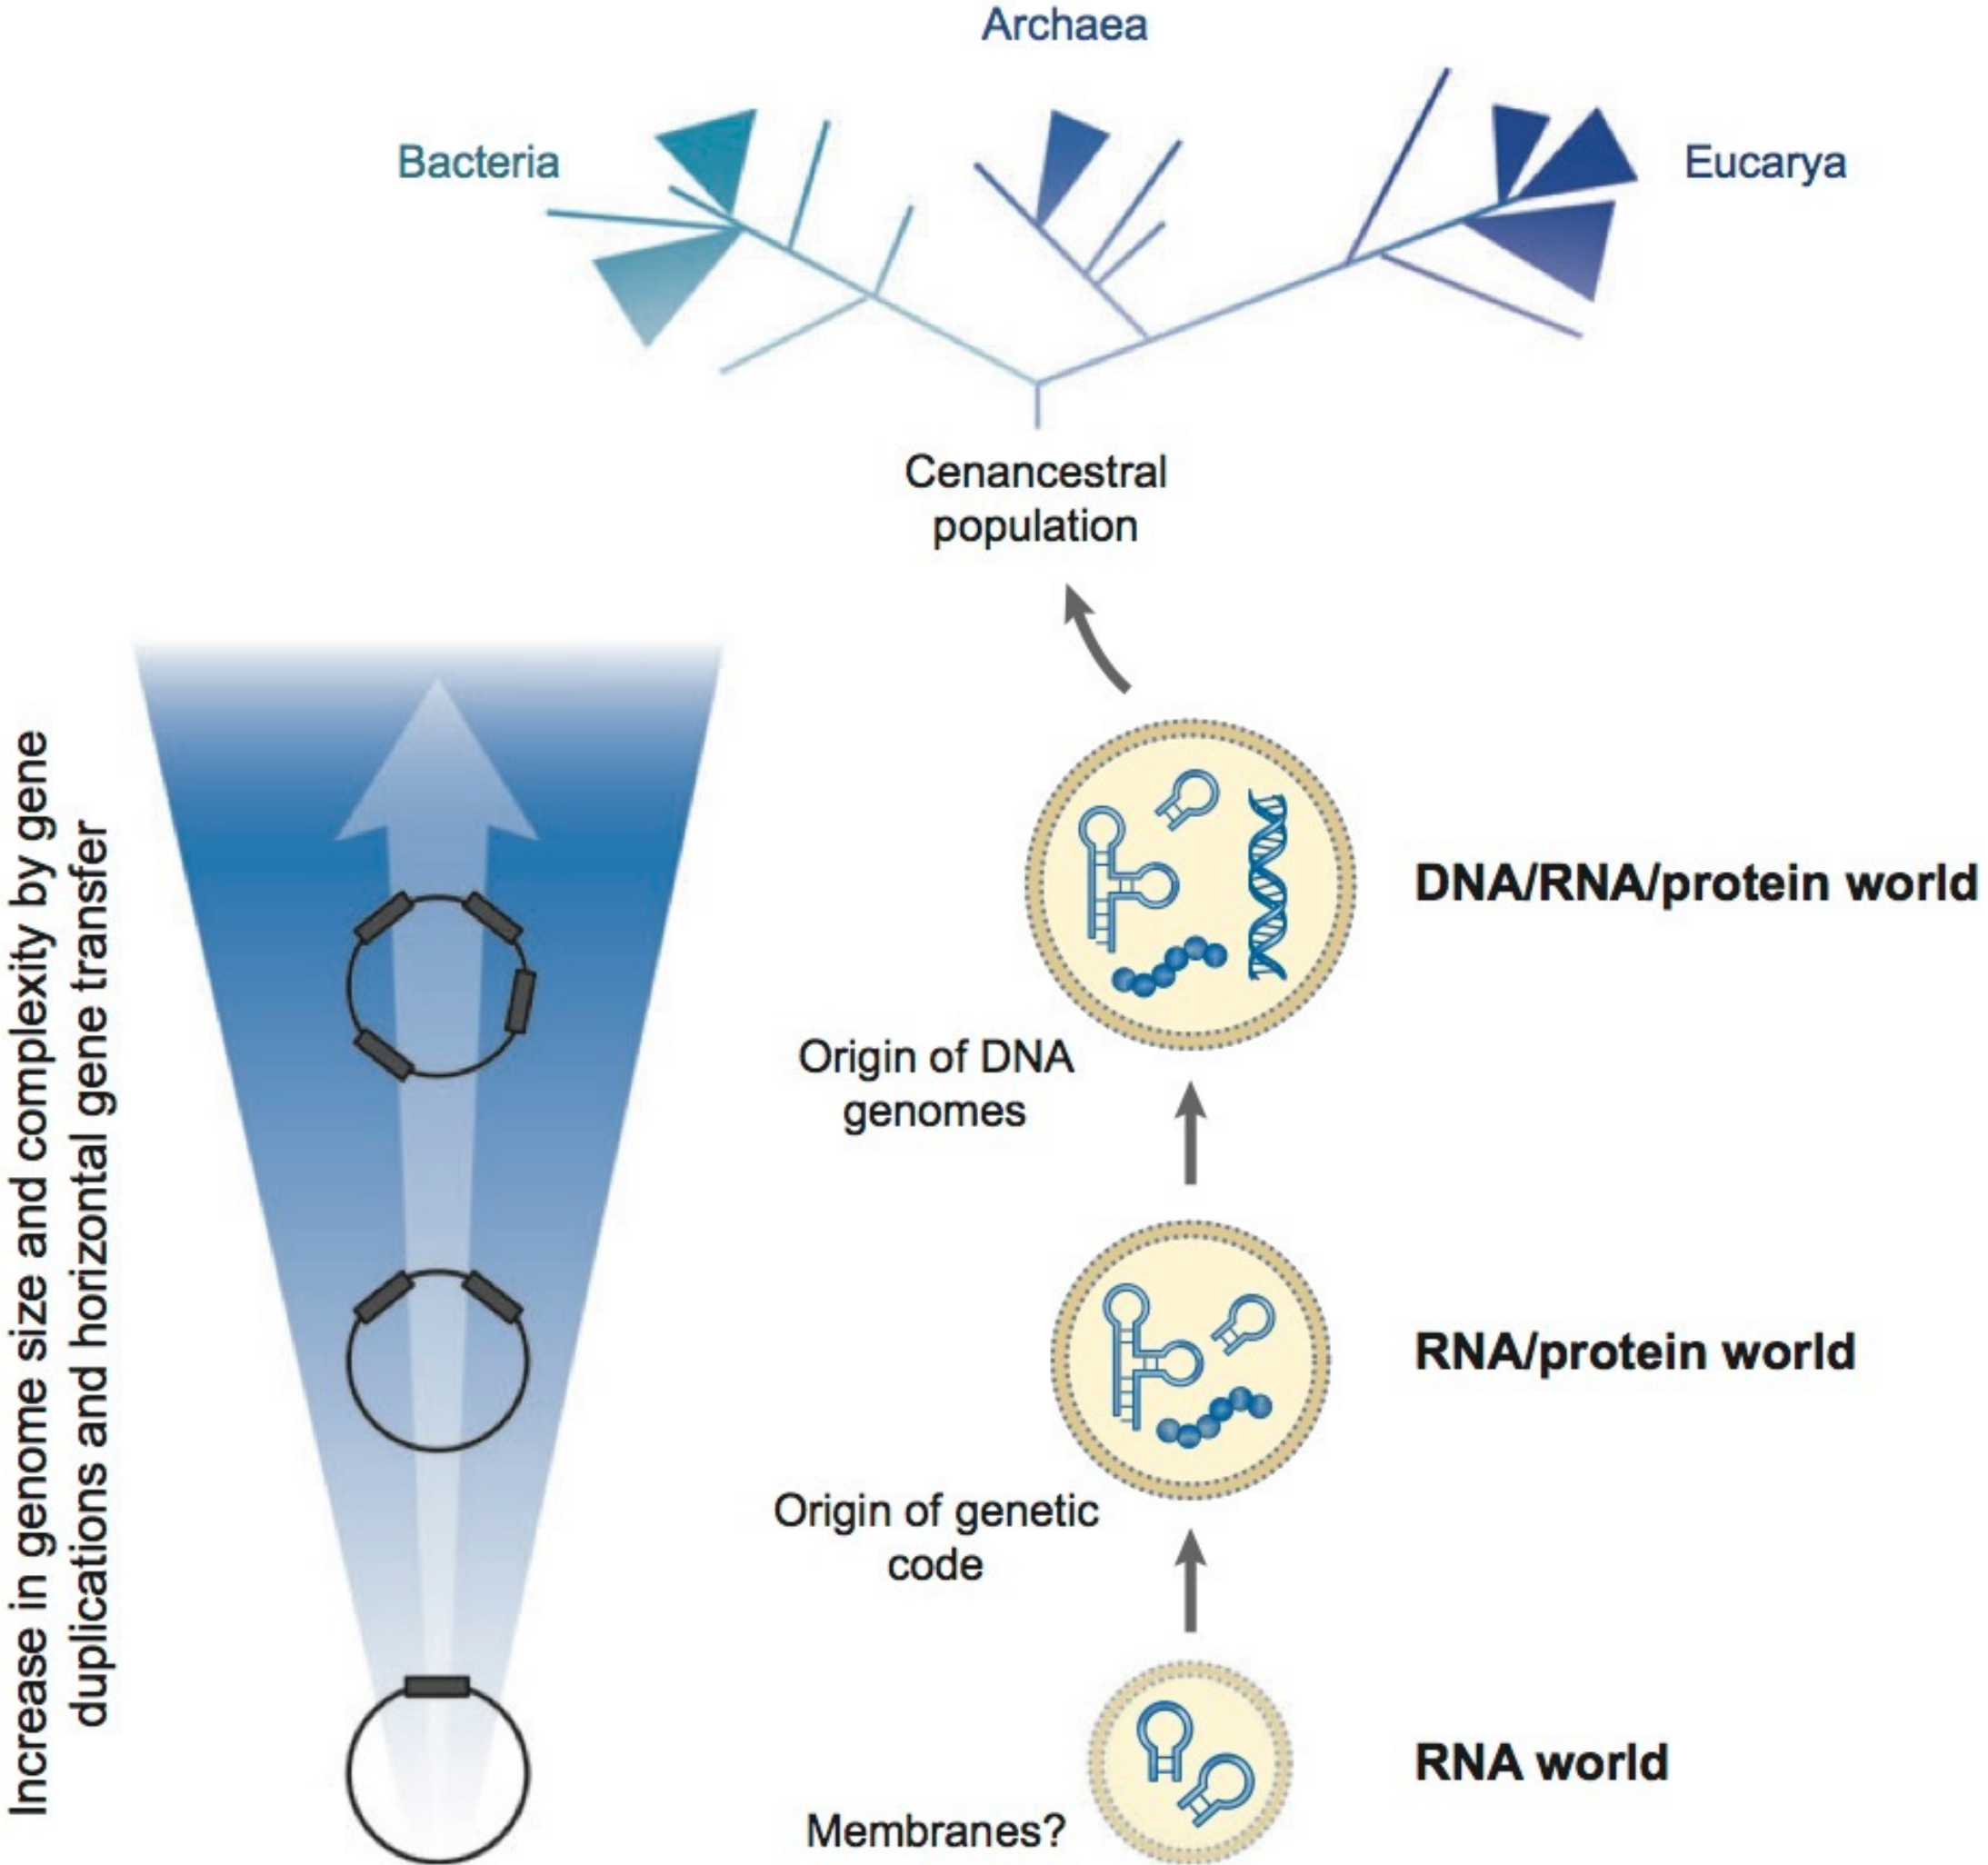 Archaea
Bacteria
Eucarya
Cenancestral
population
Increase in genome size and complexity by gene
duplications and horizontal gene transfer
DNA/RNA/protein world
Origin of DNA
genomes
RNA/protein world
Origin of genetic
code
RNA world
Membranes?